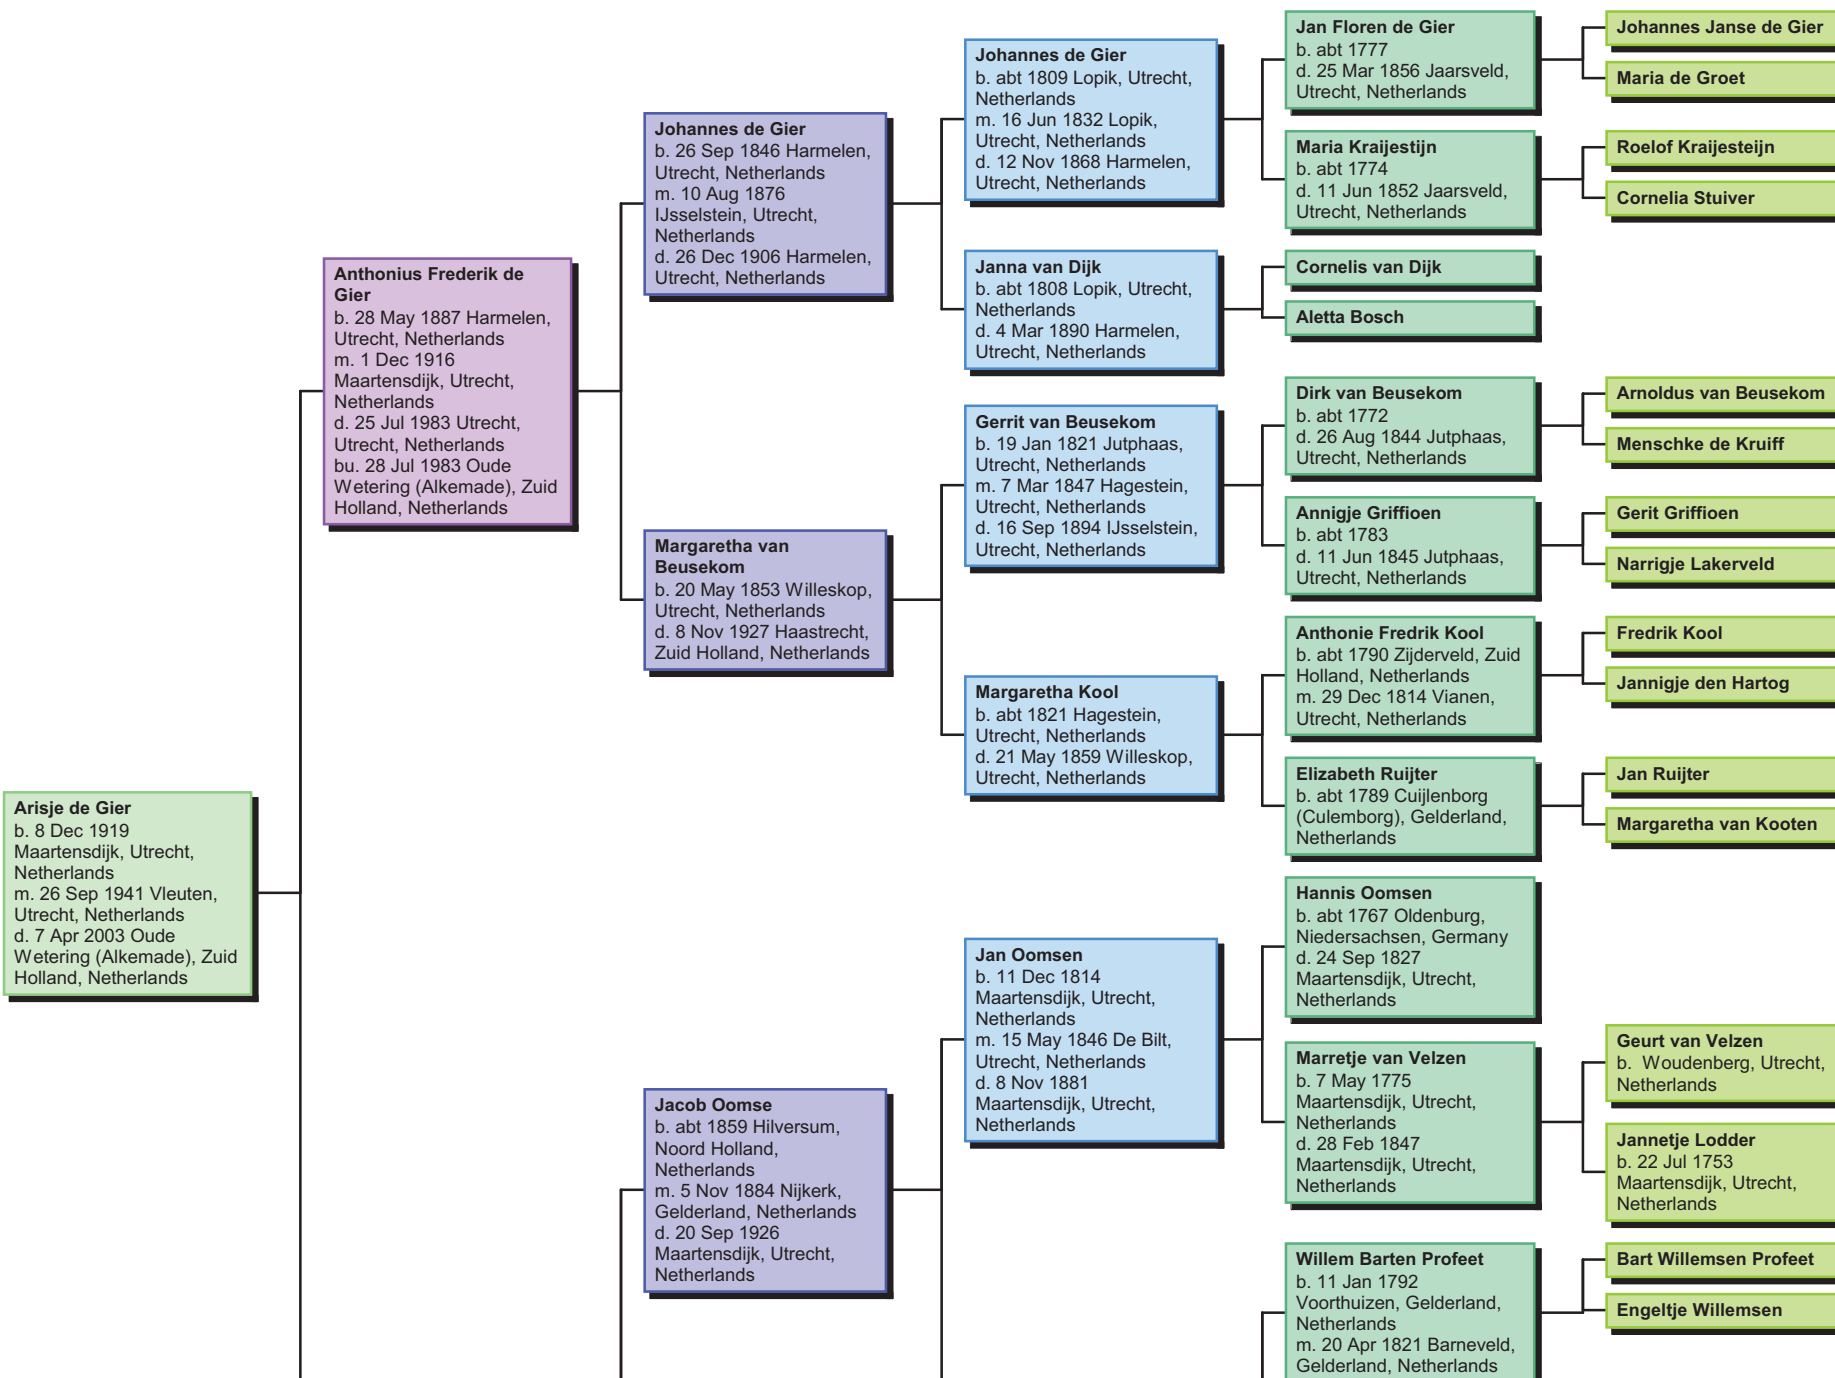 Arisje de Gier
b. 8 Dec 1919
Maartensdijk, Utrecht,
Netherlands
m. 26 Sep 1941 Vleuten,
Utrecht, Netherlands
d. 7 Apr 2003 Oude
Wetering (Alkemade), Zuid
Holland, Netherlands
Anthonius Frederik de
Gier
b. 28 May 1887 Harmelen,
Utrecht, Netherlands
m. 1 Dec 1916
Maartensdijk, Utrecht,
Netherlands
d. 25 Jul 1983 Utrecht,
Utrecht, Netherlands
bu. 28 Jul 1983 Oude
Wetering (Alkemade), Zuid
Holland, Netherlands
Johannes de Gier
b. 26 Sep 1846 Harmelen,
Utrecht, Netherlands
m. 10 Aug 1876
IJsselstein, Utrecht,
Netherlands
d. 26 Dec 1906 Harmelen,
Utrecht, Netherlands
Margaretha van
Beusekom
b. 20 May 1853 Willeskop,
Utrecht, Netherlands
d. 8 Nov 1927 Haastrecht,
Zuid Holland, Netherlands
Jacob Oomse
b. abt 1859 Hilversum,
Noord Holland,
Netherlands
m. 5 Nov 1884 Nijkerk,
Gelderland, Netherlands
d. 20 Sep 1926
Maartensdijk, Utrecht,
Netherlands
Johannes de Gier
b. abt 1809 Lopik, Utrecht,
Netherlands
m. 16 Jun 1832 Lopik,
Utrecht, Netherlands
d. 12 Nov 1868 Harmelen,
Utrecht, Netherlands
Janna van Dijk
b. abt 1808 Lopik, Utrecht,
Netherlands
d. 4 Mar 1890 Harmelen,
Utrecht, Netherlands
Gerrit van Beusekom
b. 19 Jan 1821 Jutphaas,
Utrecht, Netherlands
m. 7 Mar 1847 Hagestein,
Utrecht, Netherlands
d. 16 Sep 1894 IJsselstein,
Utrecht, Netherlands
Margaretha Kool
b. abt 1821 Hagestein,
Utrecht, Netherlands
d. 21 May 1859 Willeskop,
Utrecht, Netherlands
Jan Oomsen
b. 11 Dec 1814
Maartensdijk, Utrecht,
Netherlands
m. 15 May 1846 De Bilt,
Utrecht, Netherlands
d. 8 Nov 1881
Maartensdijk, Utrecht,
Netherlands
Jan Floren de Gier
b. abt 1777
d. 25 Mar 1856 Jaarsveld,
Utrecht, Netherlands
Maria Kraijestijn
b. abt 1774
d. 11 Jun 1852 Jaarsveld,
Utrecht, Netherlands
Cornelis van Dijk
Aletta Bosch
Dirk van Beusekom
b. abt 1772
d. 26 Aug 1844 Jutphaas,
Utrecht, Netherlands
Annigje Griffioen
b. abt 1783
d. 11 Jun 1845 Jutphaas,
Utrecht, Netherlands
Anthonie Fredrik Kool
b. abt 1790 Zijderveld, Zuid
Holland, Netherlands
m. 29 Dec 1814 Vianen,
Utrecht, Netherlands
Elizabeth Ruijter
b. abt 1789 Cuijlenborg
(Culemborg), Gelderland,
Netherlands
Hannis Oomsen
b. abt 1767 Oldenburg,
Niedersachsen, Germany
d. 24 Sep 1827
Maartensdijk, Utrecht,
Netherlands
Marretje van Velzen
b. 7 May 1775
Maartensdijk, Utrecht,
Netherlands
d. 28 Feb 1847
Maartensdijk, Utrecht,
Netherlands
Willem Barten Profeet
b. 11 Jan 1792
Voorthuizen, Gelderland,
Netherlands
m. 20 Apr 1821 Barneveld,
Gelderland, Netherlands
Johannes Janse de Gier
Maria de Groet
Roelof Kraijesteijn
Cornelia Stuiver
Arnoldus van Beusekom
Menschke de Kruiff
Gerit Griffioen
Narrigje Lakerveld
Fredrik Kool
Jannigje den Hartog
Jan Ruijter
Margaretha van Kooten
Geurt van Velzen
b. Woudenberg, Utrecht,
Netherlands
Jannetje Lodder
b. 22 Jul 1753
Maartensdijk, Utrecht,
Netherlands
Bart Willemsen Profeet
Engeltje Willemsen